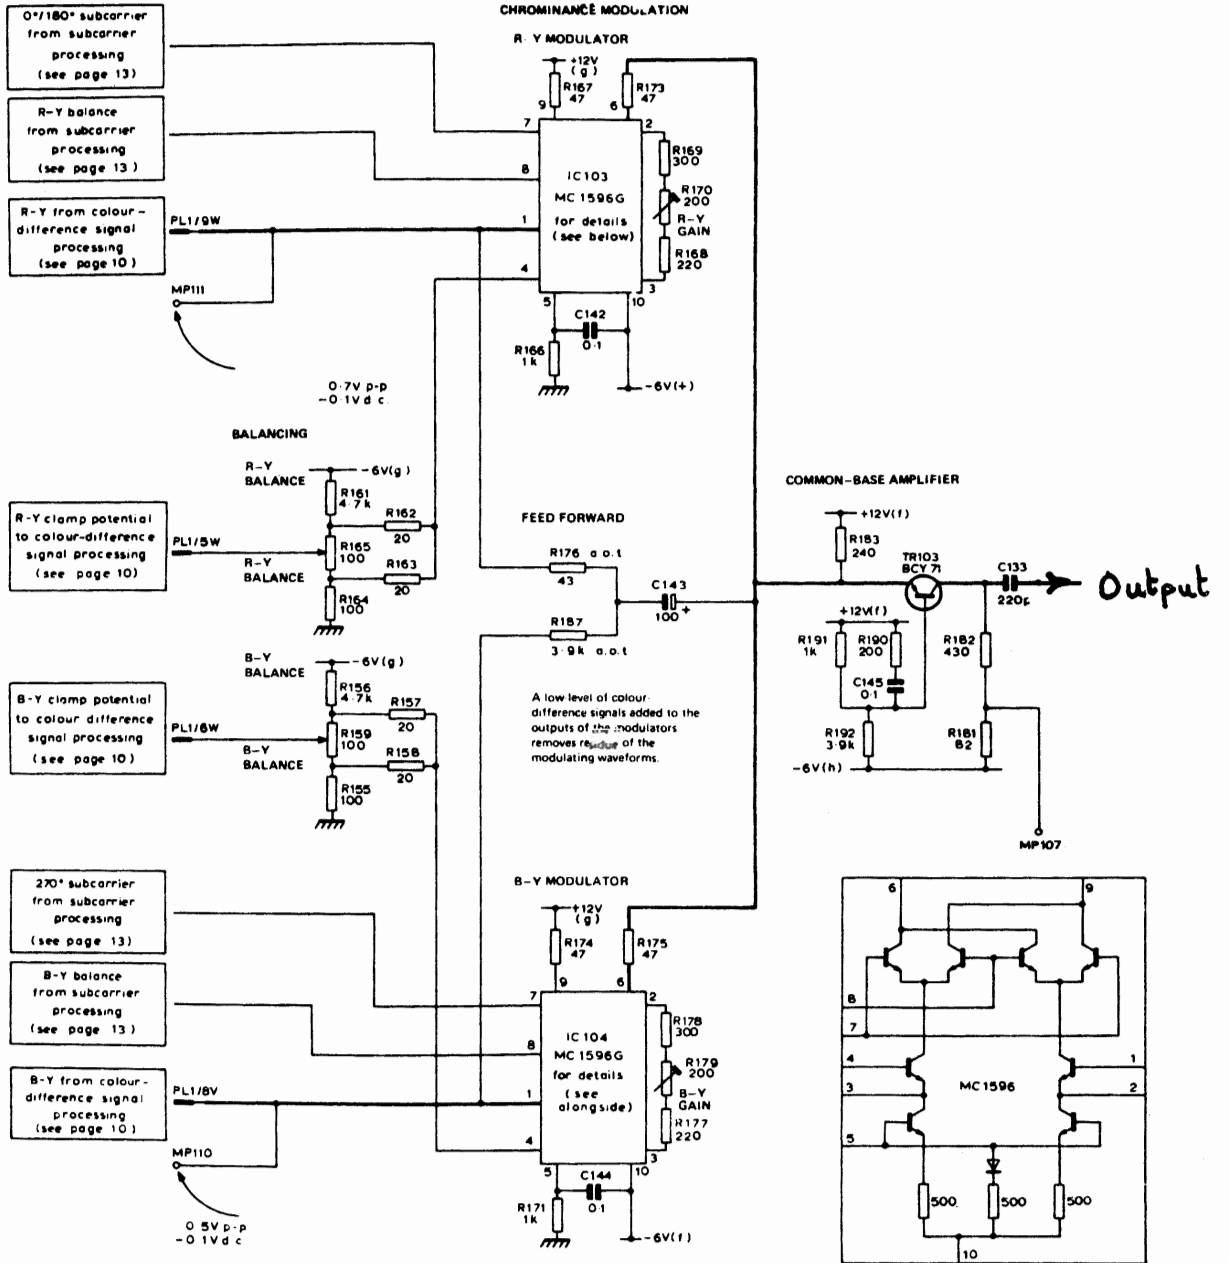 CHROMINANCE MODULATION
0°/180° subcarrier
from subcarrier
processing
(see page 13)
R-Y MODULATOR
+12V
(g)
R167
47
R173
47
9
6
R-Y balance
from subcarrier
processing
(see page 13)
7
2
8
R169
300
IC103
MC1596G
for details
(see below)
R170
200
R-Y
GAIN
R168
220
R-Y from colour-
difference signal
processing
(see page 10)
PL1/9W
1
4
3
MP111
5
10
C142
0·1
R166
1k
-6V(+)
0·7V p-p
-0·1V d c
BALANCING
R-Y
BALANCE
-6V(g)
R161
4·7k
R162
20
R-Y clamp potential
to colour-difference
signal processing
(see page 10)
PL1/5W
R165
100
R-Y
BALANCE
R163
20
R164
100
FEED FORWARD
R176 a.o.t
43
C143
100 +
R187
3·9k a.o.t
COMMON-BASE AMPLIFIER
+12V(f)
R183
240
TR103
BCY 71
C133
220p
Output
+12V(f)
R191
1k
R190
200
C145
0·1
R182
430
R192
3·9k
R181
82
-6V(h)
MP107
B-Y
BALANCE
-6V(g)
R156
4·7k
R157
20
B-Y clamp potential
to colour difference
signal processing
(see page 10)
PL1/6W
R159
100
B-Y
BALANCE
R158
20
R155
100
A low level of colour-
difference signals added to the
outputs of the modulators
removes residue of the
modulating waveforms.
270° subcarrier
from subcarrier
processing
(see page 13)
B-Y MODULATOR
+12V
(g)
R174
47
R175
47
9
6
B-Y balance
from subcarrier
processing
(see page 13)
7
2
8
R178
300
IC104
MC1596G
for details
(see
alongside)
R179
200
B-Y
GAIN
R177
220
B-Y from colour-
difference signal
processing
(see page 10)
PL1/8V
1
4
3
MP110
5
10
C144
0·1
R171
1k
-6V(f)
0 5V p-p
-0 1V d c
6
9
8
7
4
1
3
MC1596
2
5
500
500
500
10